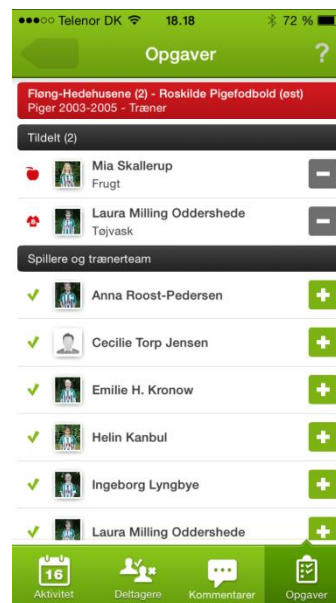 Telenor DK 18.18 72 %
Opgaver ?
Fløng-Hedehusene (2) - Roskilde Pigefodbold (øst)
Piger 2003-2005 - Træner
Tildelt (2)
Mia Skallerup
Frugt
Laura Milling Oddershede
Tøjvask
Spillere og trænerteam
Anna Roost-Pedersen
Cecilie Torp Jensen
Emilie H. Kronow
Helin Kanbul
Ingeborg Lyngbye
Laura Milling Oddershede
16
Aktivitet Deltagere Kommentarer Opgaver